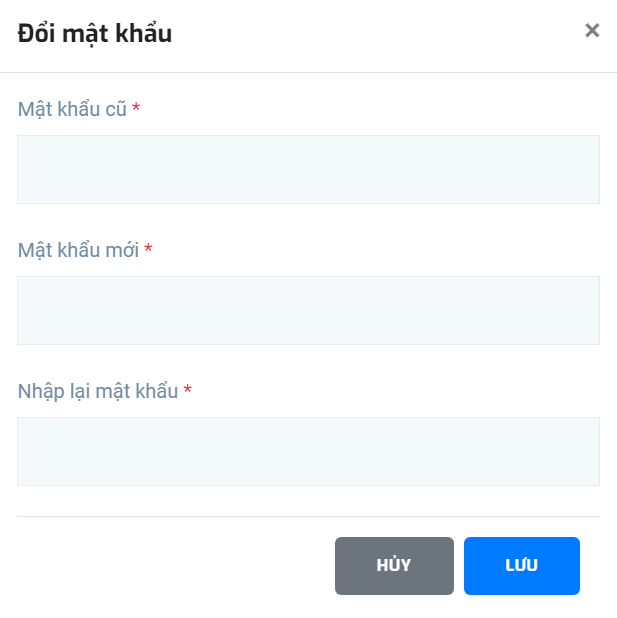 Đổi mật khẩu ×
Mật khẩu cũ *
Mật khẩu mới *
Nhập lại mật khẩu *
HỦY LƯU